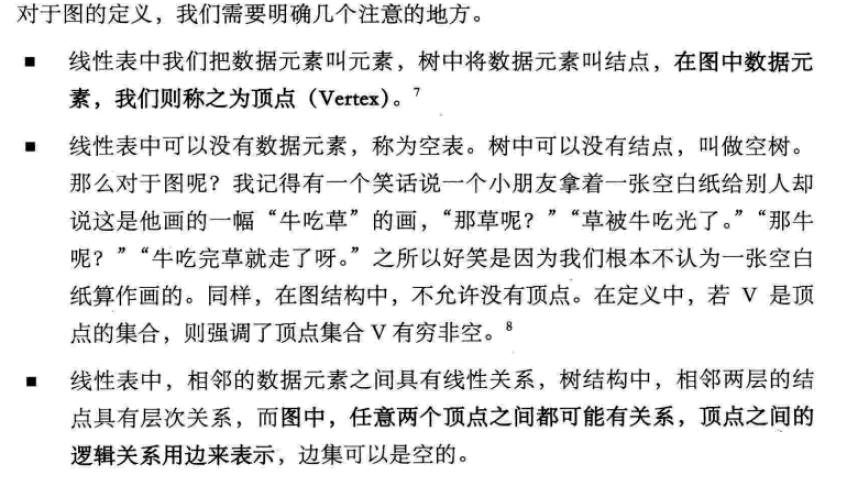 对于图的定义，我们需要明确几个注意的地方。
■ 线性表中我们把数据元素叫元素，树中将数据元素叫结点，在图中数据元
素，我们则称之为顶点（Vertex）。7
■ 线性表中可以没有数据元素，称为空表。树中可以没有结点，叫做空树。
那么对于图呢？我记得有一个笑话说一个小朋友拿着一张空白纸给别人却
说这是他画的一幅“牛吃草”的画，“那草呢？”“草被牛吃光了。”“那牛
呢？”“牛吃完草就走了呀。”之所以好笑是因为我们根本不认为一张空白
纸算作画的。同样，在图结构中，不允许没有顶点。在定义中，若 V 是顶
点的集合，则强调了顶点集合 V 有穷非空。8
■ 线性表中，相邻的数据元素之间具有线性关系，树结构中，相邻两层的结
点具有层次关系，而图中，任意两个顶点之间都可能有关系，顶点之间的
逻辑关系用边来表示，边集可以是空的。